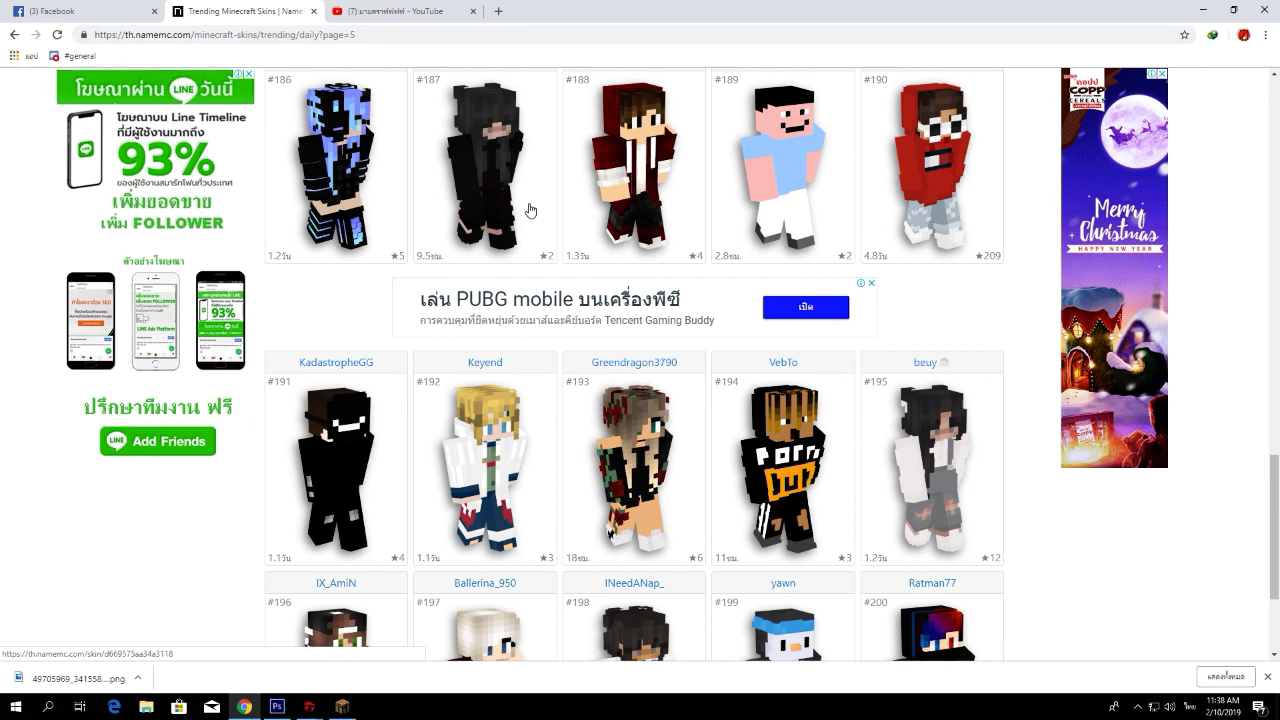 (3) Facebook
Trending Minecraft Skins | Name
(7) มาแคราฟฟฟฟ - YouTube
https://th.namemc.com/minecraft-skins/trending/daily?page=5
แอป
#general
#186
#187
#188
#189
#190
1.2วัน ★5
9.5ชม. ★2
1.3วัน ★4
2.8ชม. ★2
4.8วัน ★209
โฆษณาผ่าน LINE วันนี้
โฆษณาบน Line Timeline
ที่มีผู้ใช้งานมากถึง
93%
ของผู้ใช้งานสมาร์ทโฟนทั่วประเทศ
เพิ่มยอดขาย
เพิ่ม FOLLOWER
ตัวอย่างโฆษณา
LINE Ads Platform
ปรึกษาทีมงาน ฟรี
LINE Add Friends
เล่น PUBG mobile บนเครื่องพีซี
การควบคุมที่ยืดหยุ่นด้วยเมาส์และคีย์บอร์ด Tencent Gaming Buddy
เปิด
KadastropheGG
Keyend
Greendragon3790
VebTo
beuy
#191
#192
#193
#194
#195
Porn
1.1วัน ★4
1.1วัน ★3
18ชม. ★6
11ชม. ★3
1.2วัน ★12
IX_AmiN
Ballerina_950
INeedANap_
yawn
Ratman77
#196
#197
#198
#199
#200
คอปป์
COPP
CEREALS
Merry
Christmas
HAPPY NEW YEAR
https://th.namemc.com/skin/d669575aa34a3118
49705969_341558....png
แสดงทั้งหมด
ไทย
11:38 AM
2/10/2019